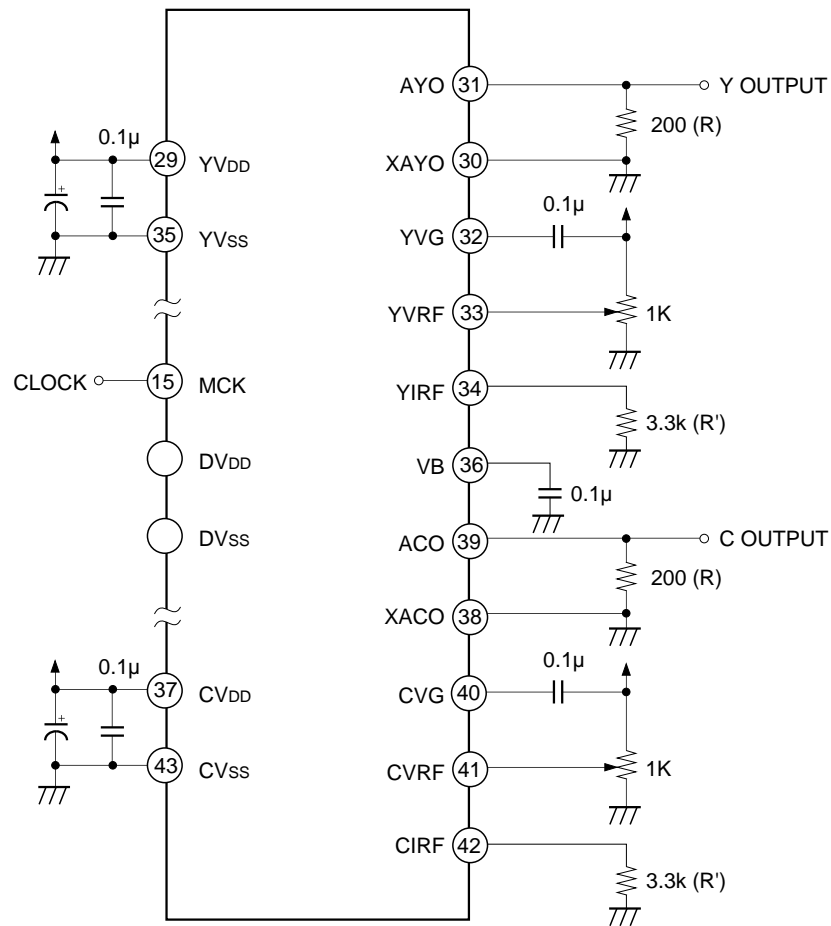 AYO 31 Y OUTPUT
200 (R)
0.1µ
+
29 YVDD
XAYO 30
0.1µ
35 YVSS
YVG 32
YVRF 33 1K
CLOCK 15 MCK
YIRF 34
3.3k (R')
DVDD
VB 36
0.1µ
DVSS
ACO 39 C OUTPUT
200 (R)
XACO 38
0.1µ
0.1µ
+
37 CVDD
CVG 40
43 CVSS
CVRF 41 1K
CIRF 42
3.3k (R')